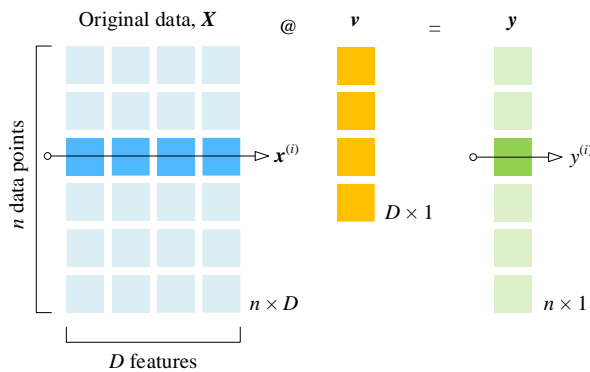 Original data, X @ v = y
n data points
x^(i)
y^(i)
D × 1
n × D
n × 1
D features